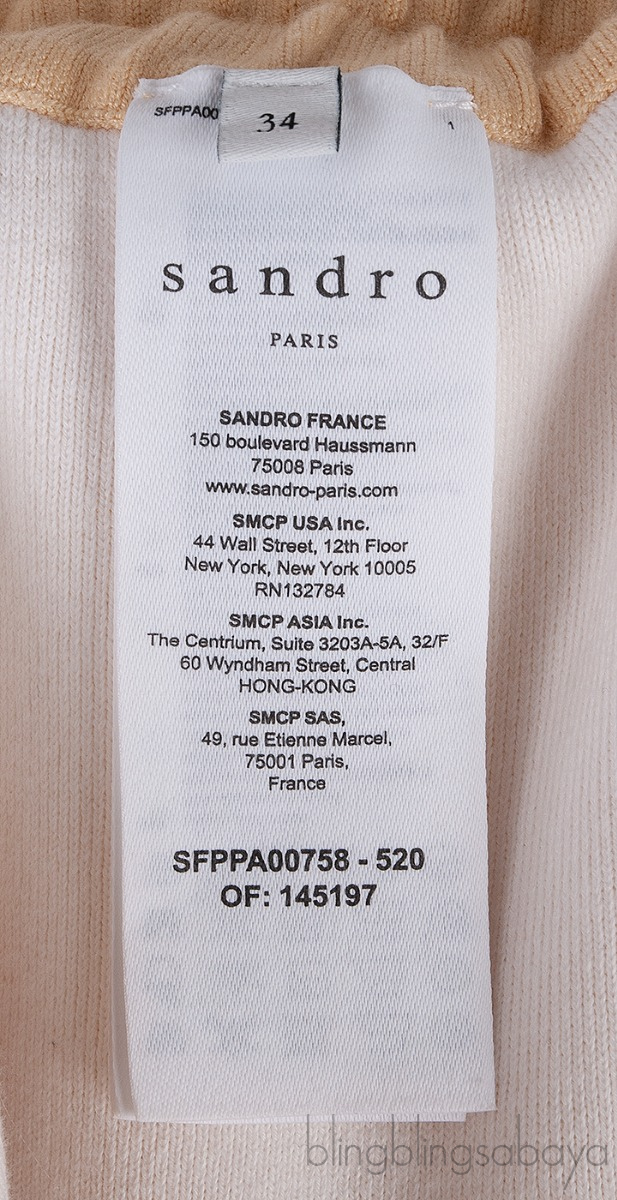 SFPPA00
34
1
sandro
PARIS
SANDRO FRANCE
150 boulevard Haussmann
75008 Paris
www.sandro-paris.com
SMCP USA Inc.
44 Wall Street, 12th Floor
New York, New York 10005
RN132784
SMCP ASIA Inc.
The Centrium, Suite 3203A-5A, 32/F
60 Wyndham Street, Central
HONG-KONG
SMCP SAS,
49, rue Etienne Marcel,
75001 Paris,
France
SFPPA00758 - 520
OF: 145197
blingblingsabaya